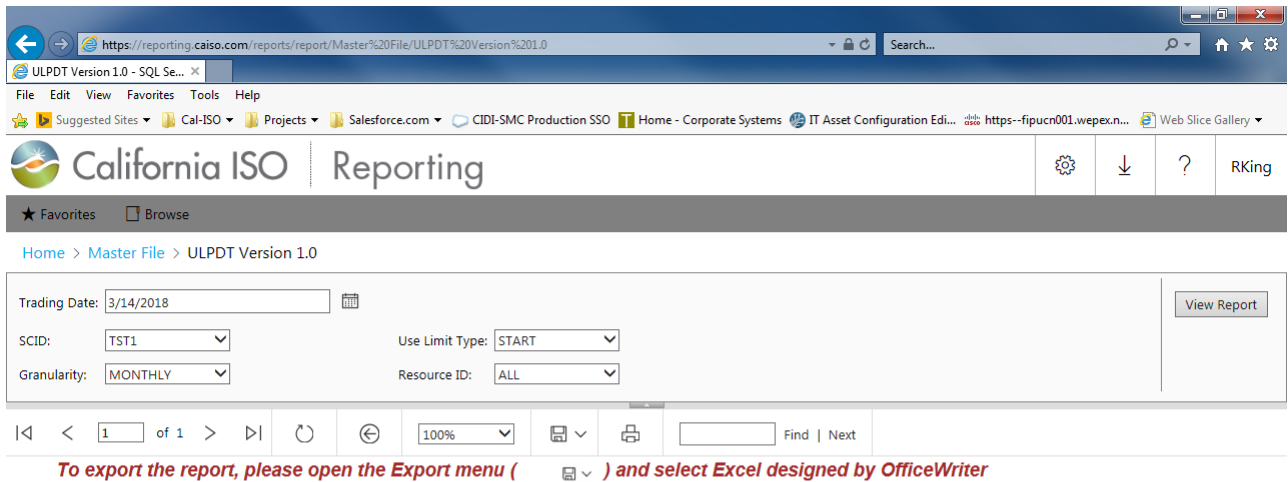 https://reporting.caiso.com/reports/report/Master%20File/ULPDT%20Version%201.0 Search...
ULPDT Version 1.0 - SQL Se...
File Edit View Favorites Tools Help
Suggested Sites Cal-ISO Projects Salesforce.com CIDI-SMC Production SSO Home - Corporate Systems IT Asset Configuration Edi... https--fipucn001.wepex.n... Web Slice Gallery
California ISO Reporting ? RKing
Favorites Browse
Home > Master File > ULPDT Version 1.0
Trading Date: 3/14/2018 View Report
SCID: TST1 Use Limit Type: START
Granularity: MONTHLY Resource ID: ALL
1 of 1 100% Find | Next
To export the report, please open the Export menu ( ) and select Excel designed by OfficeWriter